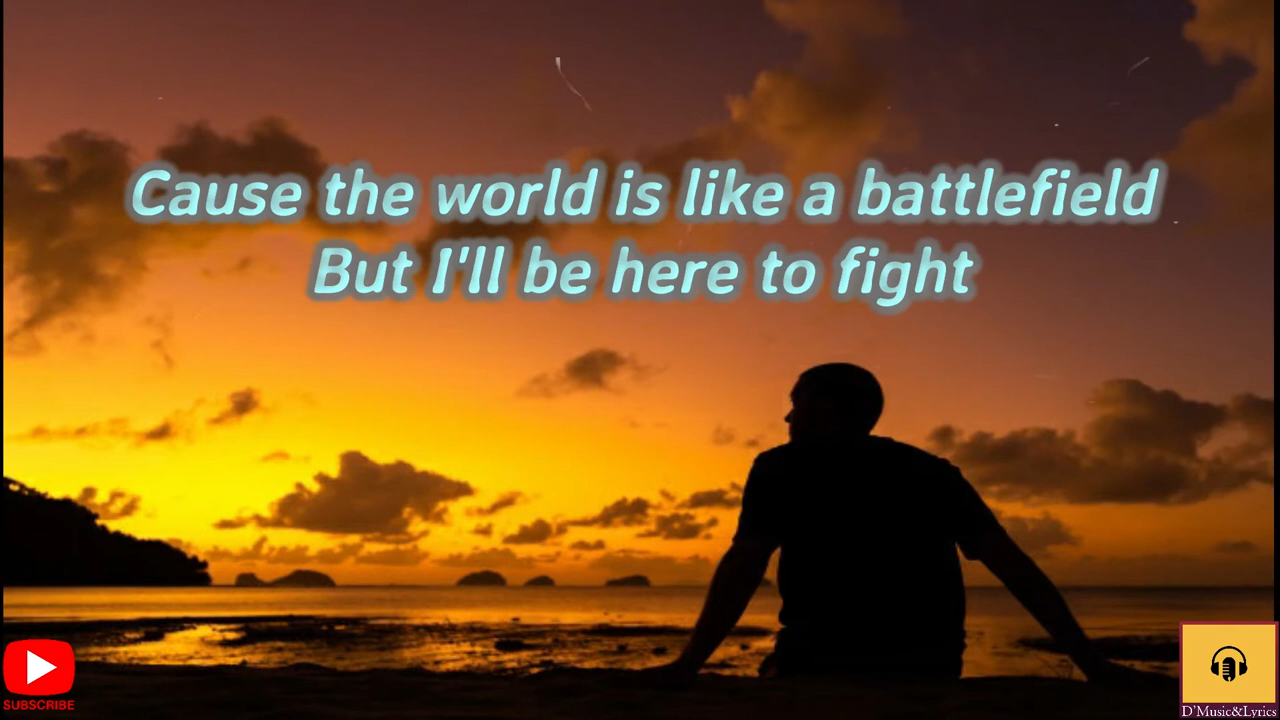 Cause the world is like a battlefield
But I'll be here to fight
SUBSCRIBE
D'Music&Lyrics